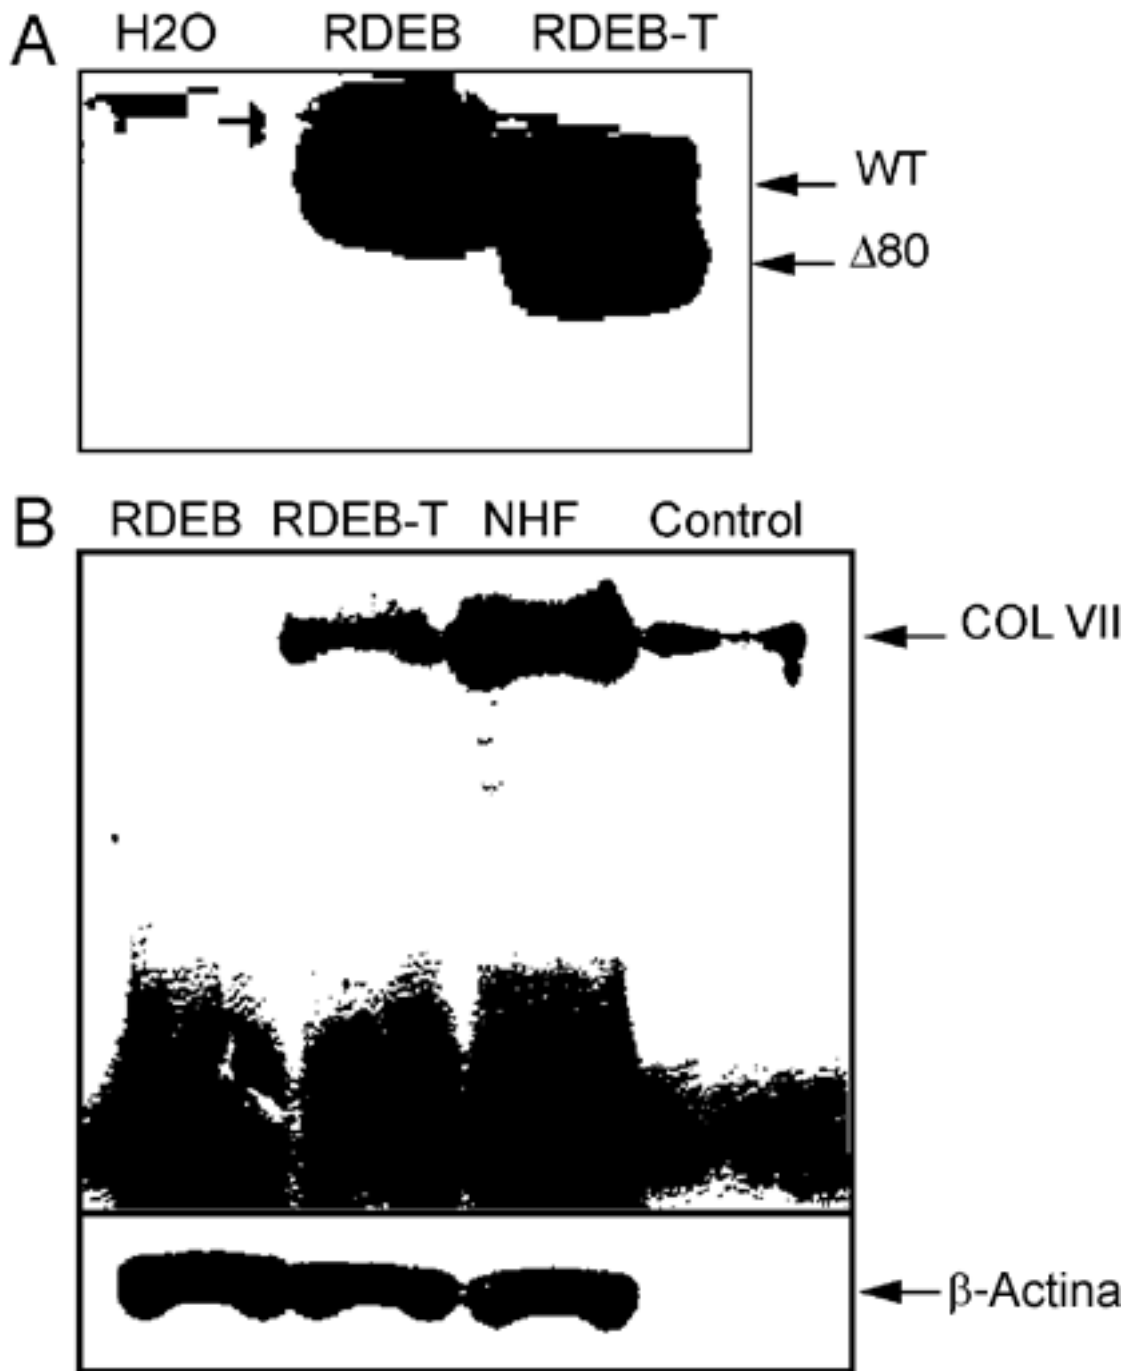 A H2O RDEB RDEB-T
WT
Δ80
B RDEB RDEB-T NHF Control
COL VII
β-Actina